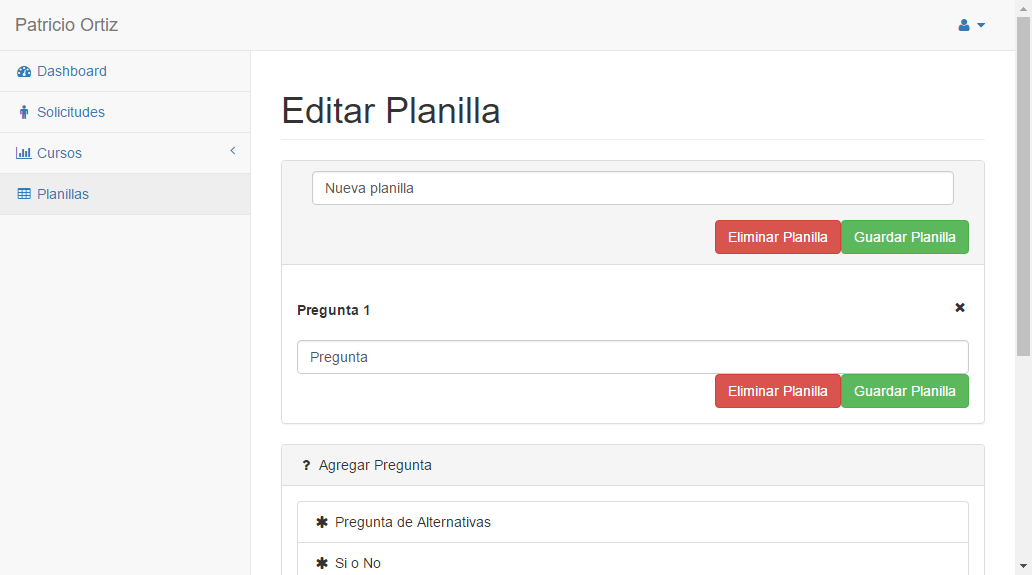 Patricio Ortiz
Dashboard
Solicitudes
Cursos
Planillas
Editar Planilla
Nueva planilla
Eliminar Planilla Guardar Planilla
Pregunta 1
Pregunta
Eliminar Planilla Guardar Planilla
? Agregar Pregunta
Pregunta de Alternativas
Si o No